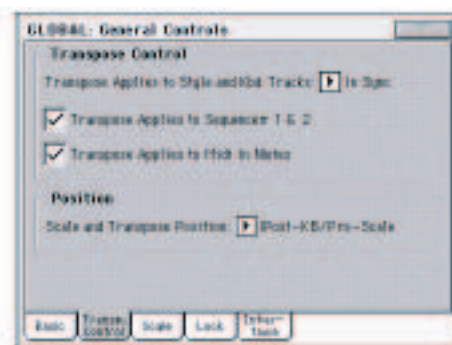 GLOBAL: General Controls
Transpose Control
Transpose Applies to Style and Kbd Tracks: In Sync
Transpose Applies to Sequencer 1 & 2
Transpose Applies to Midi In Notes
Position
Scale and Transpose Position: Post-KB/Pre-Scale
Basic
Transp. Control
Scale
Lock
Inter-face